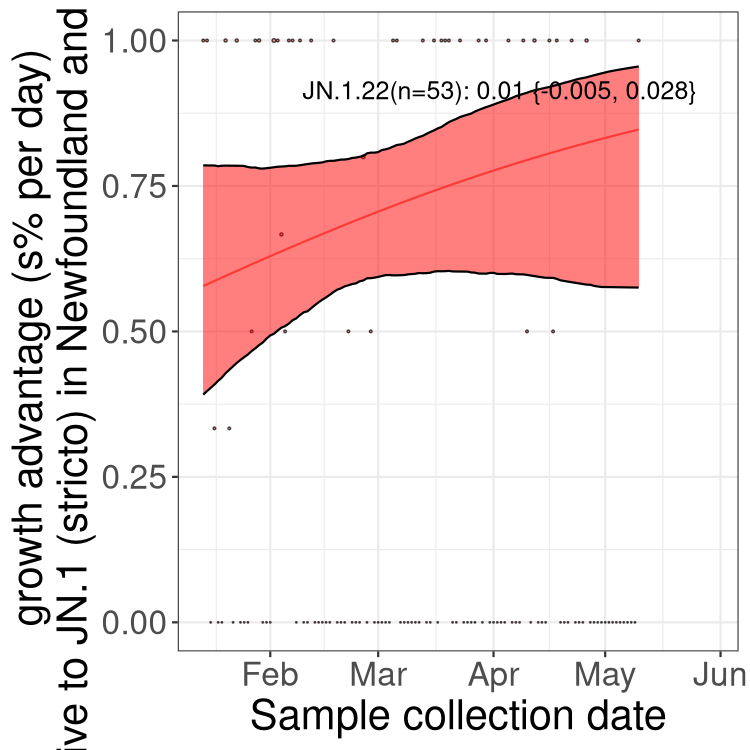 growth advantage (s% per day)
ive to JN.1 (stricto) in Newfoundland and
1.00
0.75
0.50
0.25
0.00
JN.1.22(n=53): 0.01 {-0.005, 0.028}
Feb Mar Apr May Jun
Sample collection date